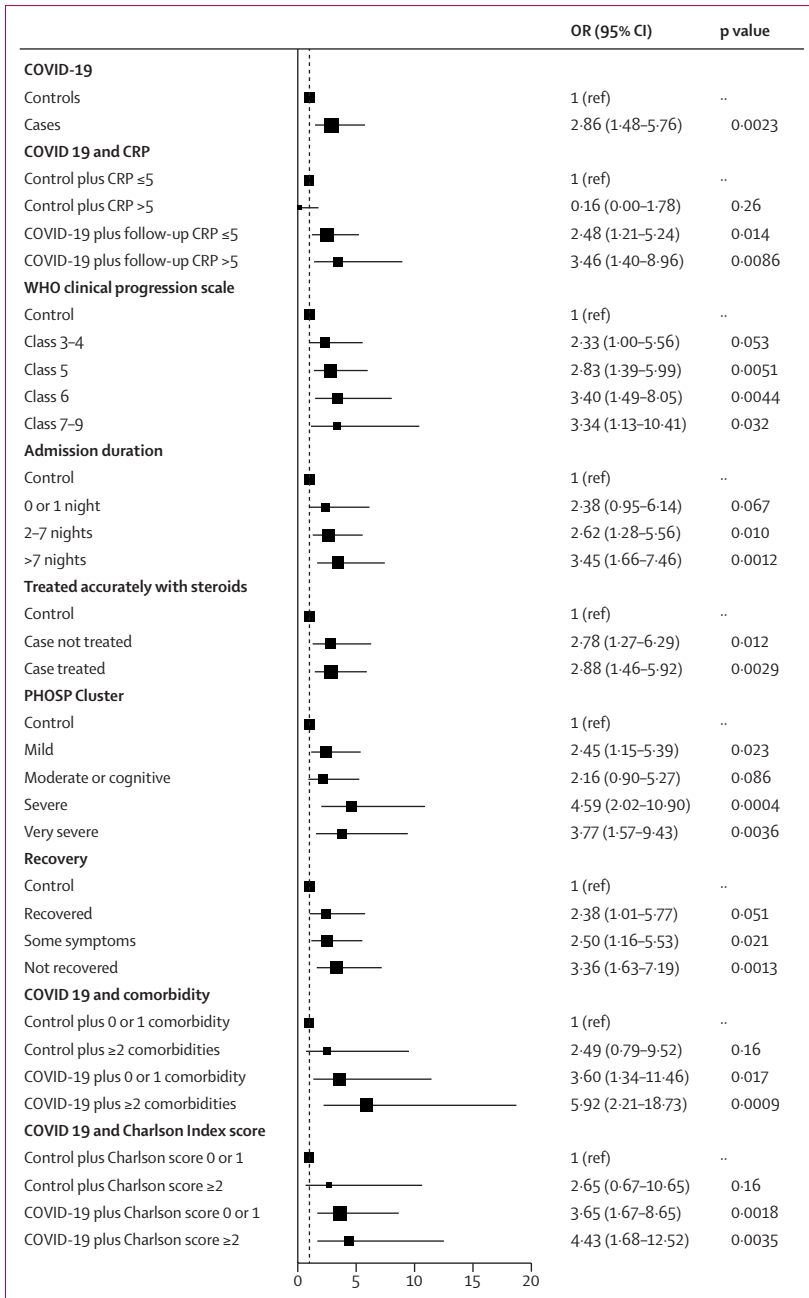 OR (95% CI) p value
COVID-19
Controls 1 (ref) ··
Cases 2·86 (1·48–5·76) 0·0023
COVID 19 and CRP
Control plus CRP ≤5 1 (ref) ··
Control plus CRP >5 0·16 (0·00–1·78) 0·26
COVID-19 plus follow-up CRP ≤5 2·48 (1·21–5·24) 0·014
COVID-19 plus follow-up CRP >5 3·46 (1·40–8·96) 0·0086
WHO clinical progression scale
Control 1 (ref) ··
Class 3–4 2·33 (1·00–5·56) 0·053
Class 5 2·83 (1·39–5·99) 0·0051
Class 6 3·40 (1·49–8·05) 0·0044
Class 7–9 3·34 (1·13–10·41) 0·032
Admission duration
Control 1 (ref) ··
0 or 1 night 2·38 (0·95–6·14) 0·067
2–7 nights 2·62 (1·28–5·56) 0·010
>7 nights 3·45 (1·66–7·46) 0·0012
Treated accurately with steroids
Control 1 (ref) ··
Case not treated 2·78 (1·27–6·29) 0·012
Case treated 2·88 (1·46–5·92) 0·0029
PHOSP Cluster
Control 1 (ref) ··
Mild 2·45 (1·15–5·39) 0·023
Moderate or cognitive 2·16 (0·90–5·27) 0·086
Severe 4·59 (2·02–10·90) 0·0004
Very severe 3·77 (1·57–9·43) 0·0036
Recovery
Control 1 (ref) ··
Recovered 2·38 (1·01–5·77) 0·051
Some symptoms 2·50 (1·16–5·53) 0·021
Not recovered 3·36 (1·63–7·19) 0·0013
COVID 19 and comorbidity
Control plus 0 or 1 comorbidity 1 (ref) ··
Control plus ≥2 comorbidities 2·49 (0·79–9·52) 0·16
COVID-19 plus 0 or 1 comorbidity 3·60 (1·34–11·46) 0·017
COVID-19 plus ≥2 comorbidities 5·92 (2·21–18·73) 0·0009
COVID 19 and Charlson Index score
Control plus Charlson score 0 or 1 1 (ref) ··
Control plus Charlson score ≥2 2·65 (0·67–10·65) 0·16
COVID-19 plus Charlson score 0 or 1 3·65 (1·67–8·65) 0·0018
COVID-19 plus Charlson score ≥2 4·43 (1·68–12·52) 0·0035
0 5 10 15 20